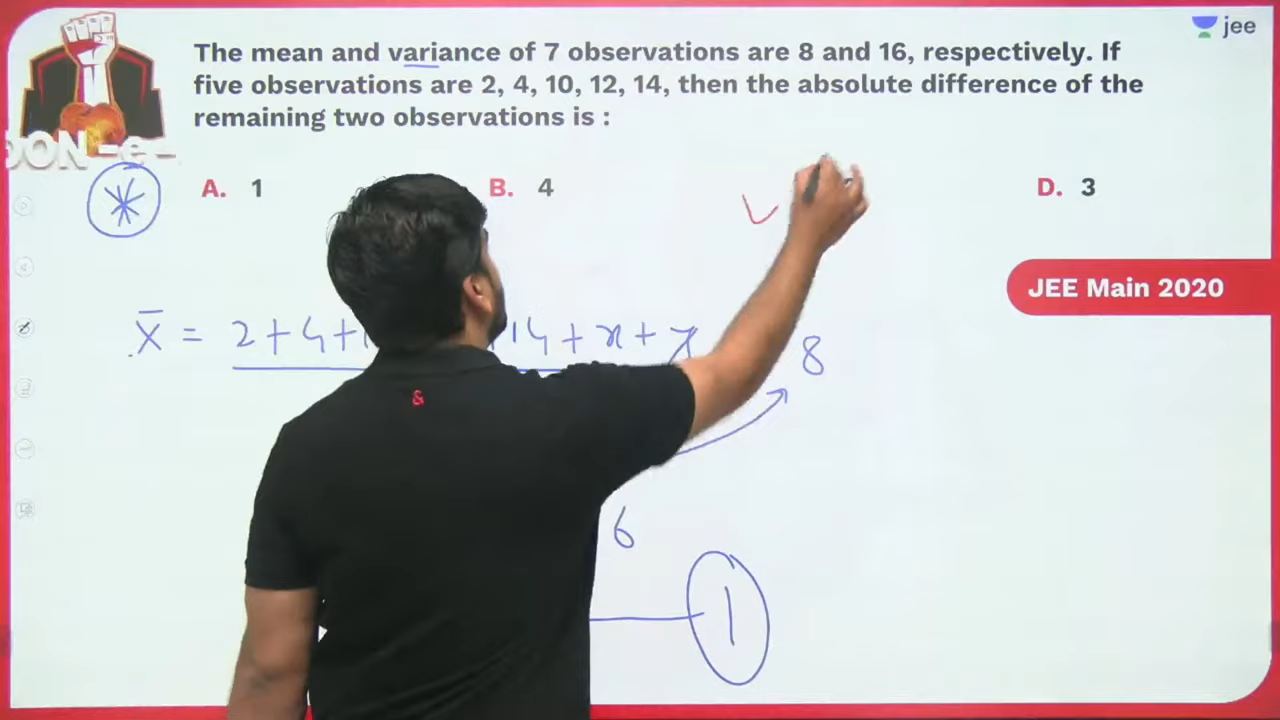 jee
The mean and variance of 7 observations are 8 and 16, respectively. If
five observations are 2, 4, 10, 12, 14, then the absolute difference of the
remaining two observations is :
A. 1
B. 4
D. 3
JEE Main 2020
X̄ = 2 + 4 + 14 + x + y
8
6
1